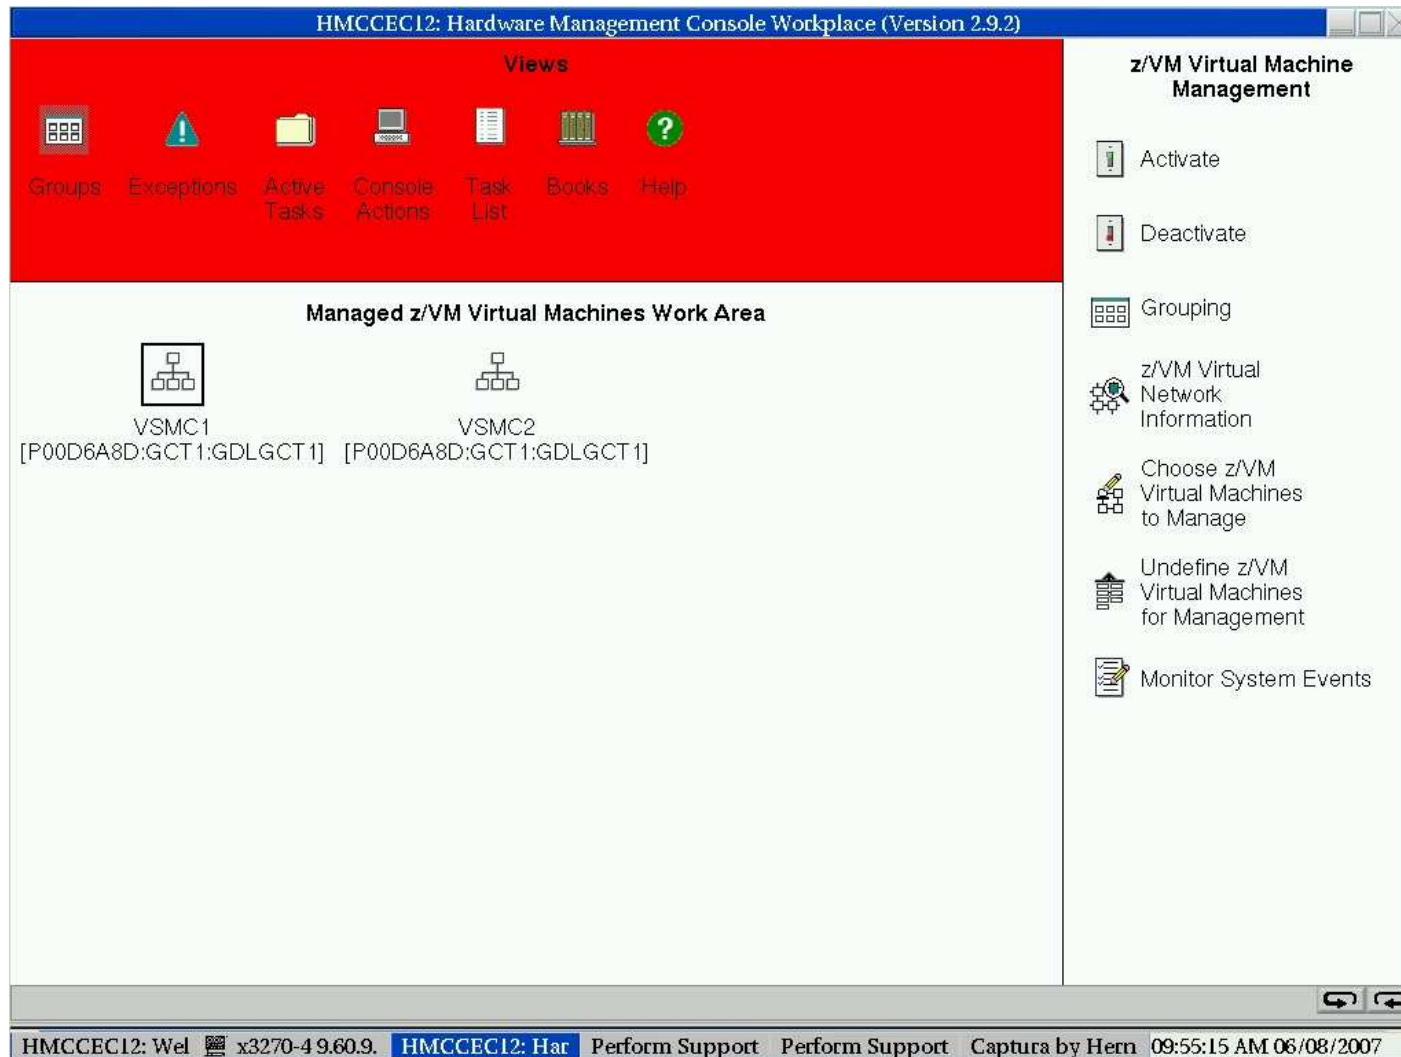 HMCCEC12: Hardware Management Console Workplace (Version 2.9.2)
Views
Groups
Exceptions
Active
Tasks
Console
Actions
Task
List
Books
Help
Managed z/VM Virtual Machines Work Area
VSMC1
[P00D6A8D:GCT1:GDLGCT1]
VSMC2
[P00D6A8D:GCT1:GDLGCT1]
z/VM Virtual Machine
Management
Activate
Deactivate
Grouping
z/VM Virtual
Network
Information
Choose z/VM
Virtual Machines
to Manage
Undefine z/VM
Virtual Machines
for Management
Monitor System Events
HMCCEC12: Wel
x3270-4 9.60.9.
HMCCEC12: Har
Perform Support
Perform Support
Captura by Hern
09:55:15 AM 06/08/2007